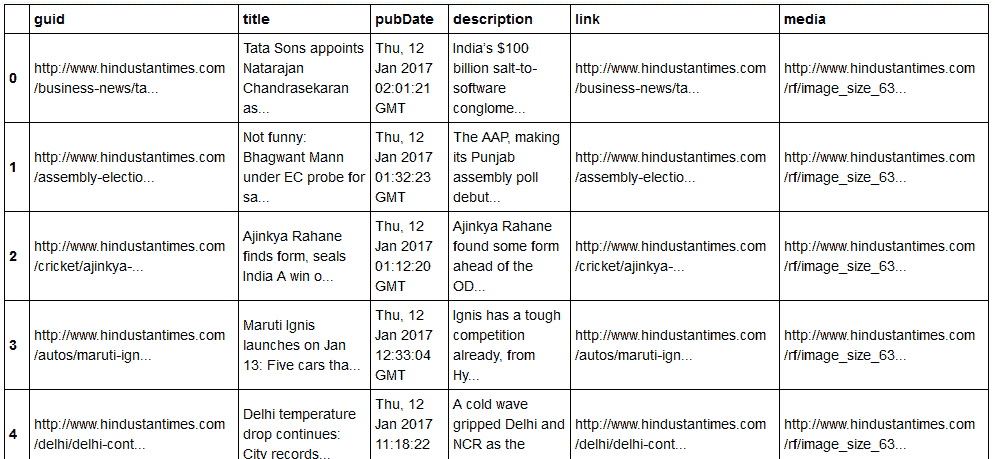 guid title pubDate description link media
0 http://www.hindustantimes.com/business-news/ta... Tata Sons appoints Natarajan Chandrasekaran as... Thu, 12 Jan 2017 02:01:21 GMT India's $100 billion salt-to-software conglome... http://www.hindustantimes.com/business-news/ta... http://www.hindustantimes.com/rf/image_size_63...
1 http://www.hindustantimes.com/assembly-electio... Not funny: Bhagwant Mann under EC probe for sa... Thu, 12 Jan 2017 01:32:23 GMT The AAP, making its Punjab assembly poll debut... http://www.hindustantimes.com/assembly-electio... http://www.hindustantimes.com/rf/image_size_63...
2 http://www.hindustantimes.com/cricket/ajinkya-... Ajinkya Rahane finds form, seals India A win o... Thu, 12 Jan 2017 01:12:20 GMT Ajinkya Rahane found some form ahead of the OD... http://www.hindustantimes.com/cricket/ajinkya-... http://www.hindustantimes.com/rf/image_size_63...
3 http://www.hindustantimes.com/autos/maruti-ign... Maruti Ignis launches on Jan 13: Five cars tha... Thu, 12 Jan 2017 12:33:04 GMT Ignis has a tough competition already, from Hy... http://www.hindustantimes.com/autos/maruti-ign... http://www.hindustantimes.com/rf/image_size_63...
4 http://www.hindustantimes.com/delhi/delhi-cont... Delhi temperature drop continues: City records... Thu, 12 Jan 2017 11:18:22 A cold wave gripped Delhi and NCR as the http://www.hindustantimes.com/delhi/delhi-cont... http://www.hindustantimes.com/rf/image_size_63...